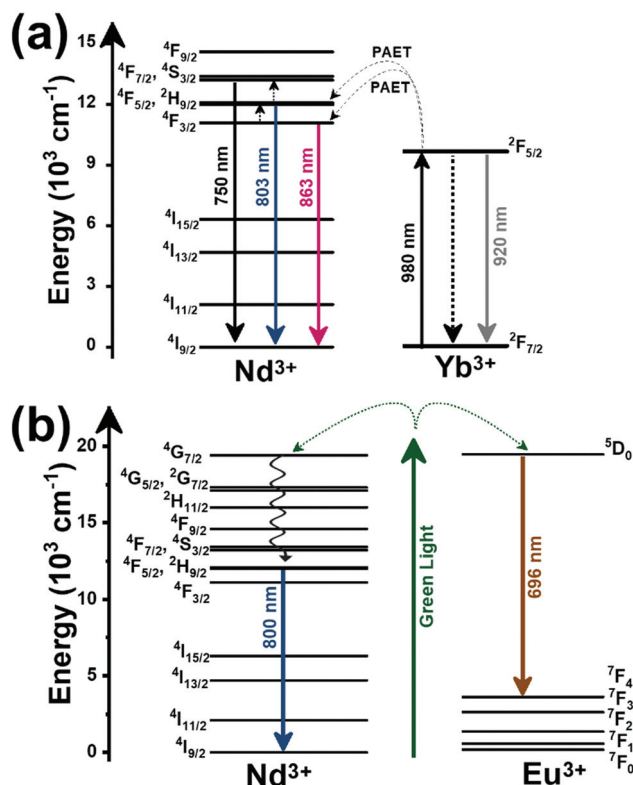 (a)
Energy (10³ cm⁻¹)
15
12
9
6
3
0
⁴F₉/₂
⁴F₇/₂, ⁴S₃/₂
⁴F₅/₂, ²H₉/₂
⁴F₃/₂
⁴I₁₅/₂
⁴I₁₃/₂
⁴I₁₁/₂
⁴I₉/₂
750 nm
803 nm
863 nm
PAET
PAET
²F₅/₂
980 nm
920 nm
²F₇/₂
Nd³⁺
Yb³⁺
(b)
Energy (10³ cm⁻¹)
20
15
10
5
0
⁴G₇/₂
⁴G₅/₂, ²G₇/₂
²H₁₁/₂
⁴F₉/₂
⁴F₇/₂, ⁴S₃/₂
⁴F₅/₂, ²H₉/₂
⁴F₃/₂
⁴I₁₅/₂
⁴I₁₃/₂
⁴I₁₁/₂
⁴I₉/₂
800 nm
Green Light
⁵D₀
696 nm
⁷F₄
⁷F₃
⁷F₂
⁷F₁
⁷F₀
Nd³⁺
Eu³⁺